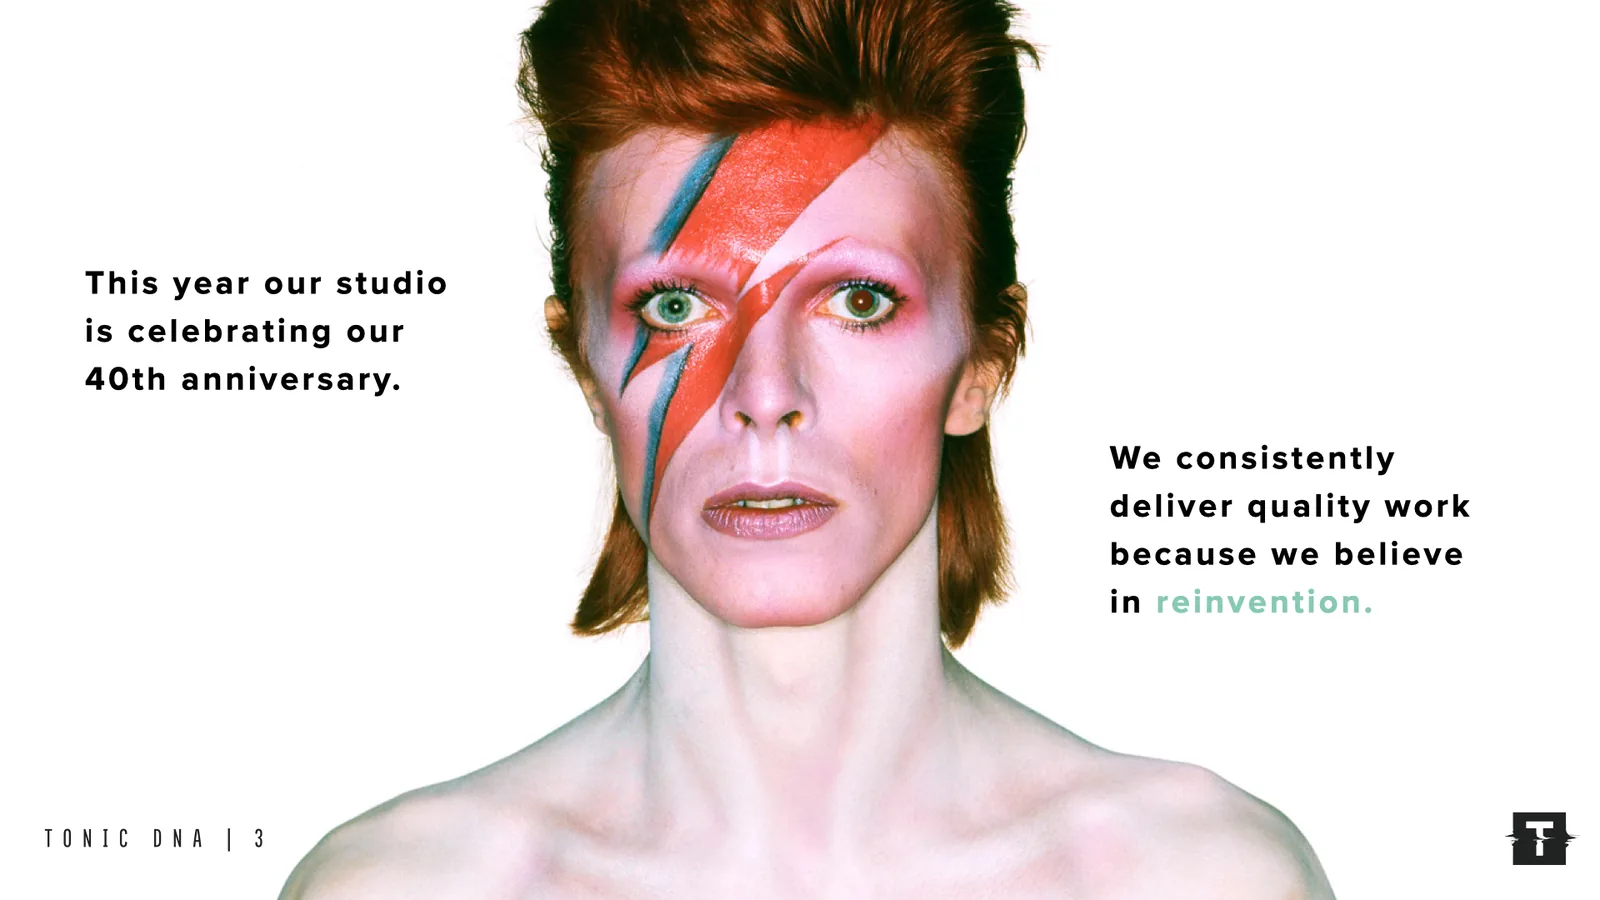 This year our studio
is celebrating our
40th anniversary.
We consistently
deliver quality work
because we believe
in reinvention.
TONIC DNA | 3
T